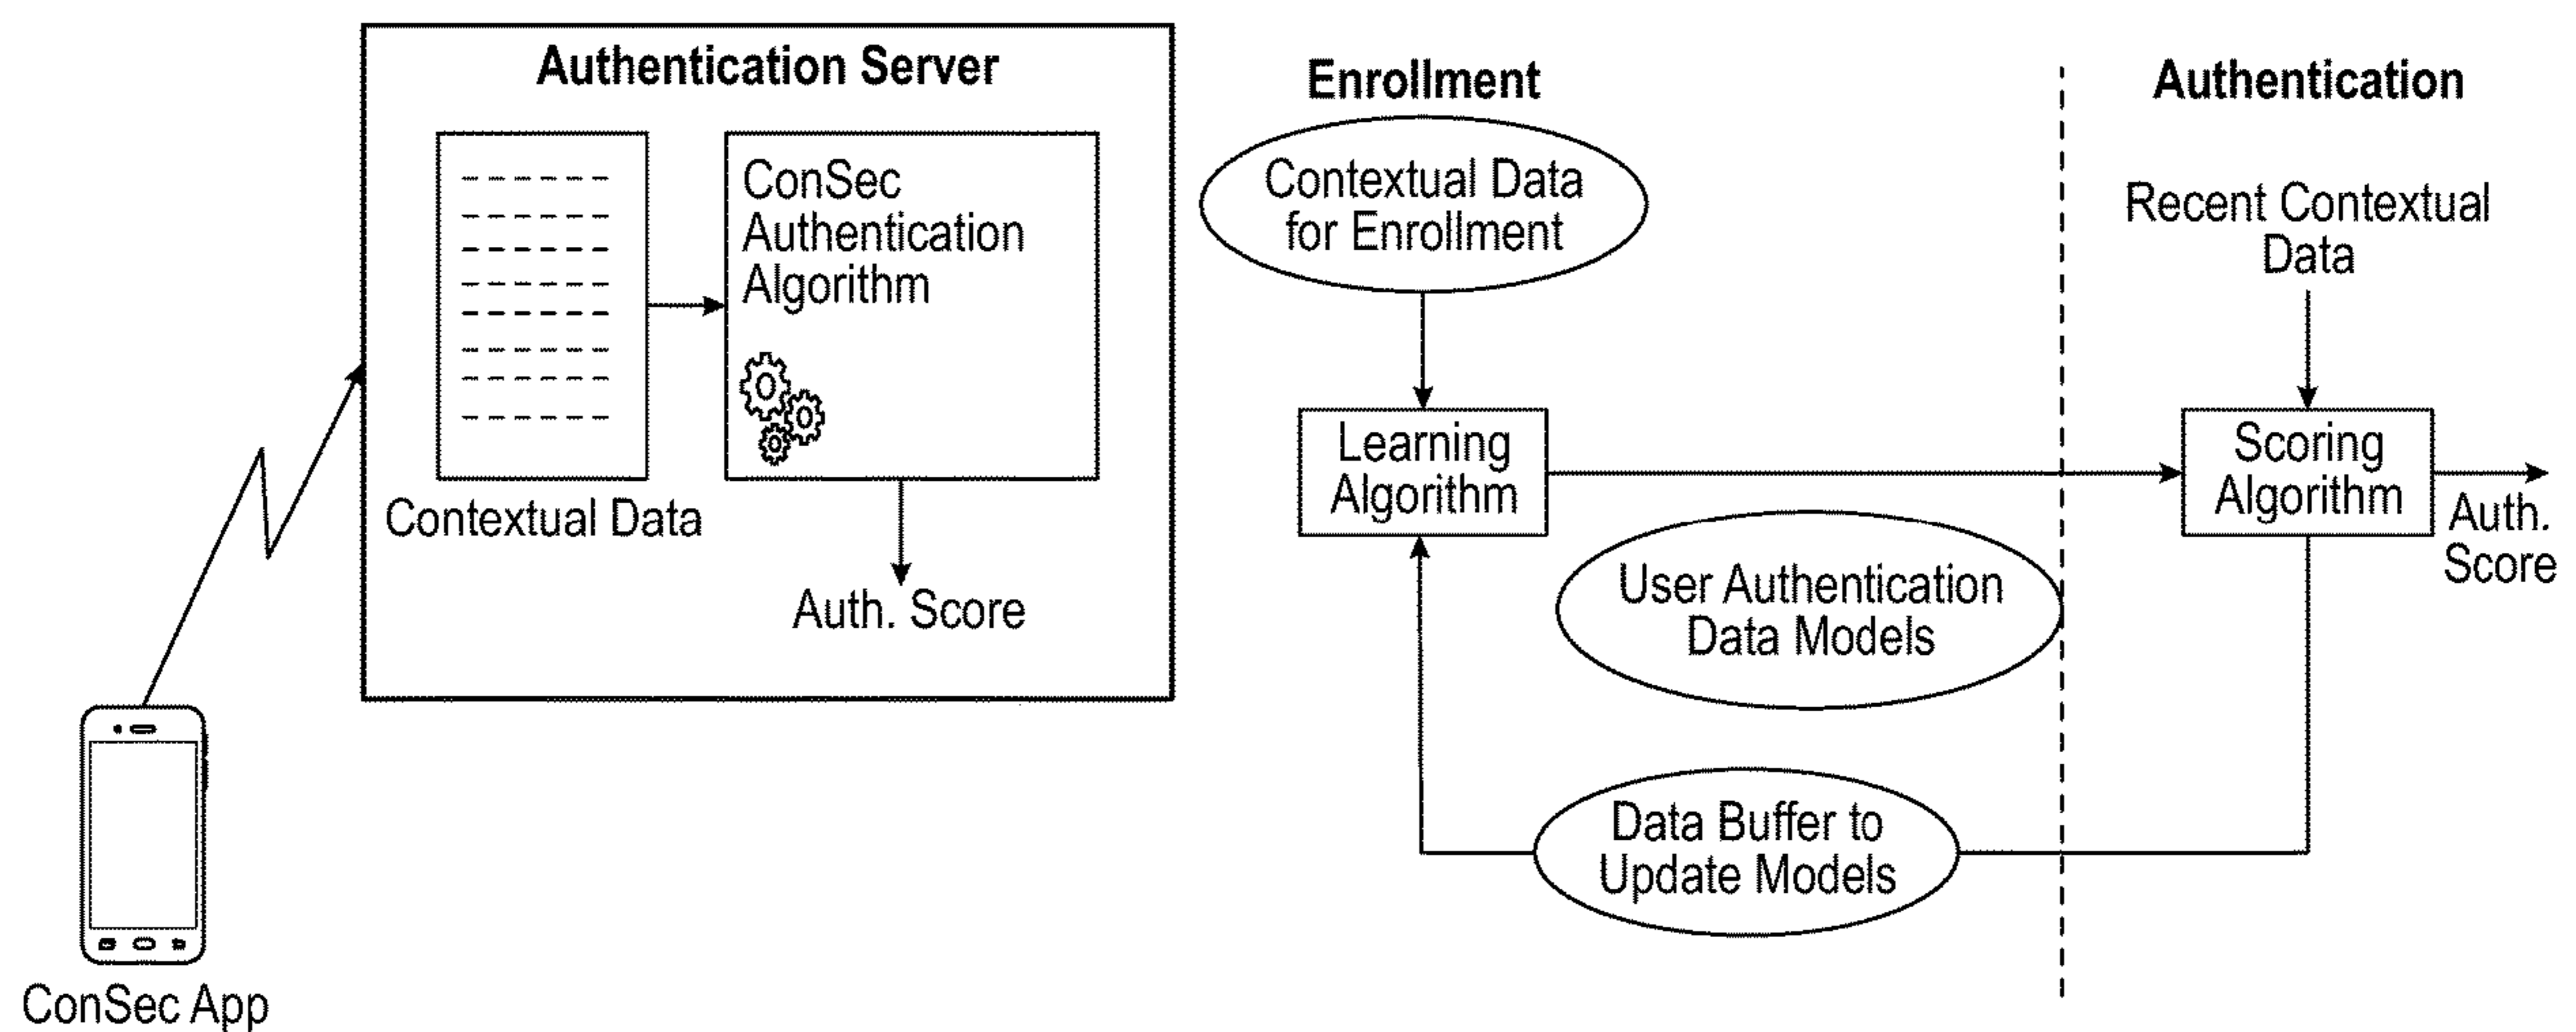 Authentication Server
ConSec
Authentication
Algorithm
Contextual Data
Auth. Score
ConSec App
Enrollment
Contextual Data
for Enrollment
Learning
Algorithm
User Authentication
Data Models
Data Buffer to
Update Models
Authentication
Recent Contextual
Data
Scoring
Algorithm
Auth.
Score